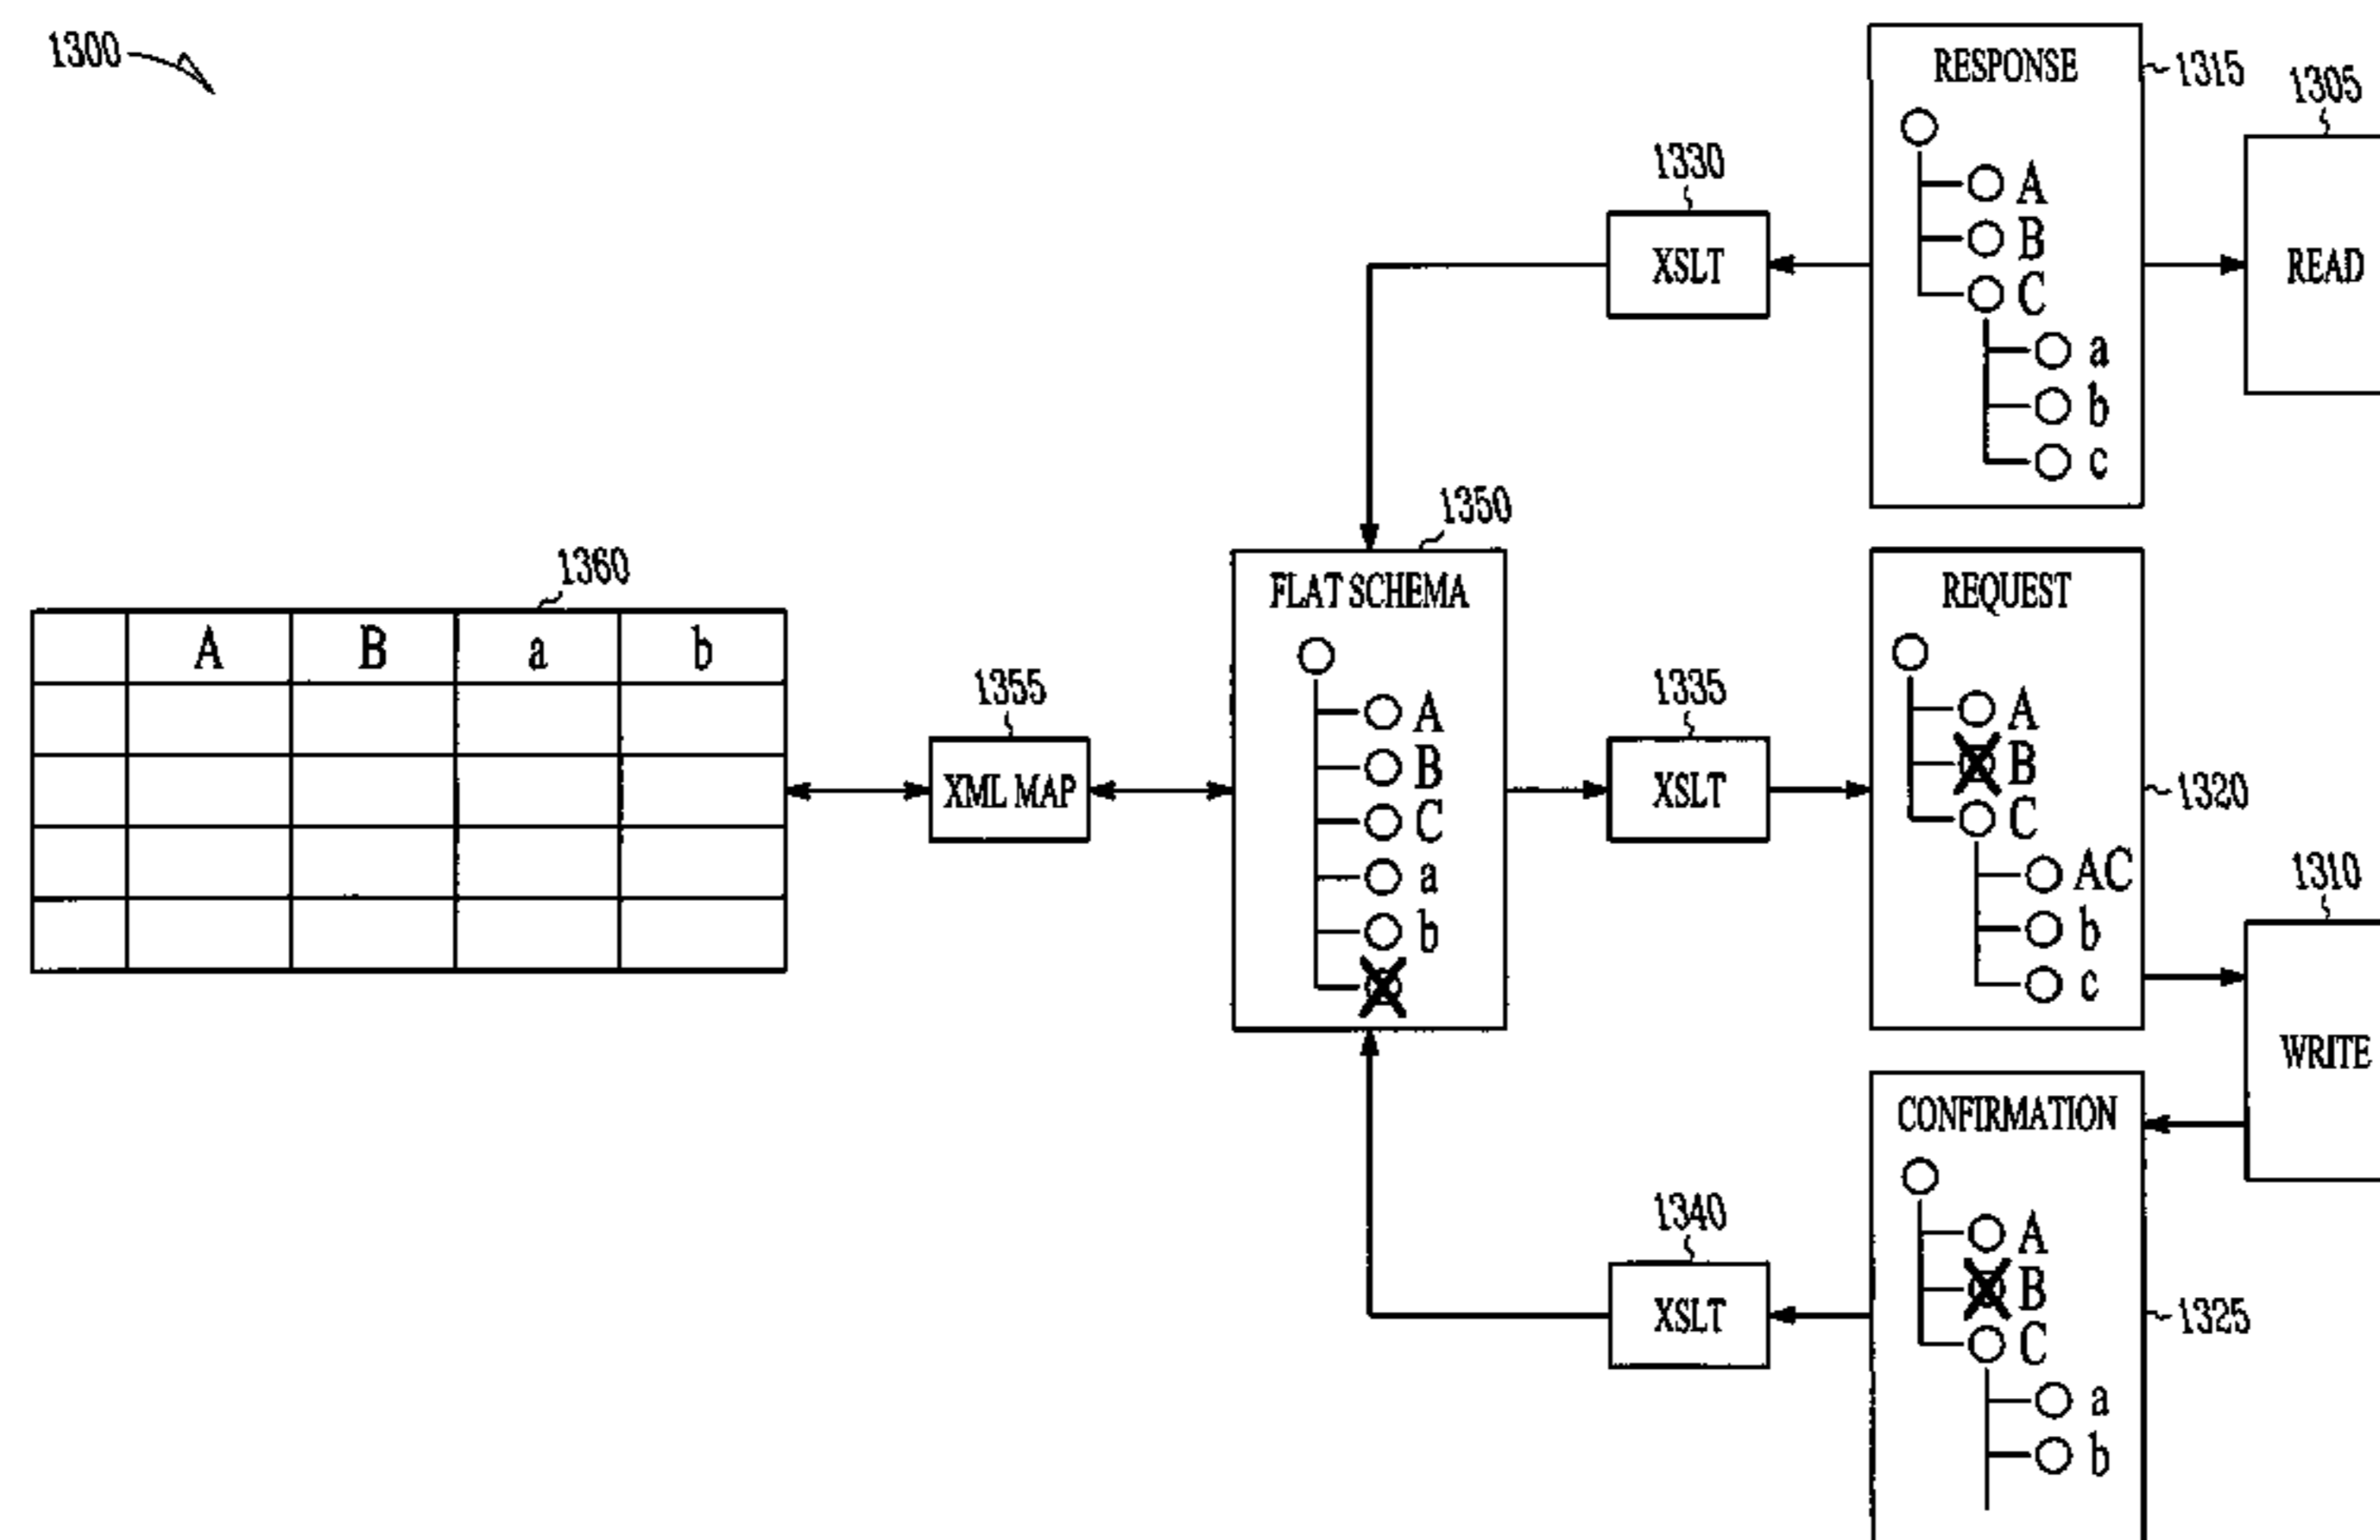 1300
RESPONSE
1315
A
B
C
a
b
c
1305
READ
1330
XSLT
1360
A B a b
1355
XML MAP
1350
FLAT SCHEMA
A
B
C
a
b
1335
XSLT
REQUEST
1320
A
B
C
AC
b
c
1310
WRITE
1340
XSLT
CONFIRMATION
1325
A
B
C
a
b